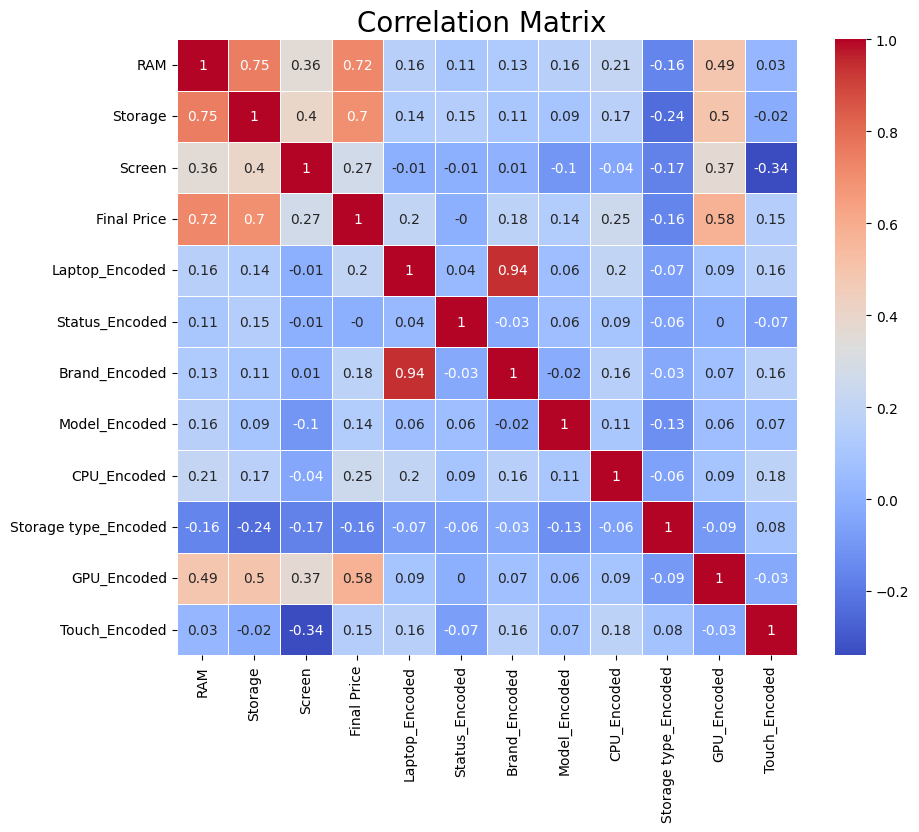 Correlation Matrix
RAM 1 0.75 0.36 0.72 0.16 0.11 0.13 0.16 0.21 -0.16 0.49 0.03
Storage 0.75 1 0.4 0.7 0.14 0.15 0.11 0.09 0.17 -0.24 0.5 -0.02
Screen 0.36 0.4 1 0.27 -0.01 -0.01 0.01 -0.1 -0.04 -0.17 0.37 -0.34
Final Price 0.72 0.7 0.27 1 0.2 -0 0.18 0.14 0.25 -0.16 0.58 0.15
Laptop_Encoded 0.16 0.14 -0.01 0.2 1 0.04 0.94 0.06 0.2 -0.07 0.09 0.16
Status_Encoded 0.11 0.15 -0.01 -0 0.04 1 -0.03 0.06 0.09 -0.06 0 -0.07
Brand_Encoded 0.13 0.11 0.01 0.18 0.94 -0.03 1 -0.02 0.16 -0.03 0.07 0.16
Model_Encoded 0.16 0.09 -0.1 0.14 0.06 0.06 -0.02 1 0.11 -0.13 0.06 0.07
CPU_Encoded 0.21 0.17 -0.04 0.25 0.2 0.09 0.16 0.11 1 -0.06 0.09 0.18
Storage type_Encoded -0.16 -0.24 -0.17 -0.16 -0.07 -0.06 -0.03 -0.13 -0.06 1 -0.09 0.08
GPU_Encoded 0.49 0.5 0.37 0.58 0.09 0 0.07 0.06 0.09 -0.09 1 -0.03
Touch_Encoded 0.03 -0.02 -0.34 0.15 0.16 -0.07 0.16 0.07 0.18 0.08 -0.03 1
RAM
Storage
Screen
Final Price
Laptop_Encoded
Status_Encoded
Brand_Encoded
Model_Encoded
CPU_Encoded
Storage type_Encoded
GPU_Encoded
Touch_Encoded
1.0
0.8
0.6
0.4
0.2
0.0
−0.2